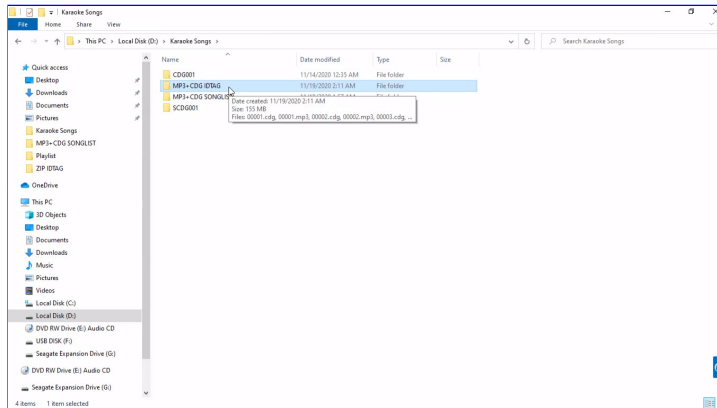 Karaoke Songs
File Home Share View
This PC > Local Disk (D:) > Karaoke Songs >
Search Karaoke Songs
Name Date modified Type Size
Quick access
Desktop
Downloads
Documents
Pictures
Karaoke Songs
MP3+CDG SONGLIST
Playlist
ZIP IDTAG
OneDrive
This PC
3D Objects
Desktop
Documents
Downloads
Music
Pictures
Videos
Local Disk (C:)
Local Disk (D:)
DVD RW Drive (E:) Audio CD
USB DISK (F:)
Seagate Expansion Drive (G:)
DVD RW Drive (E:) Audio CD
Seagate Expansion Drive (G:)
CDG001 11/14/2020 12:35 AM File folder
MP3+CDG IDTAG 11/19/2020 2:11 AM File folder
MP3+CDG SONGLIST
SCDG001
Date created: 11/19/2020 2:11 AM
Size: 155 MB
Files: 00001.cdg, 00001.mp3, 00002.cdg, 00002.mp3, 00003.cdg, ...
4 items 1 item selected